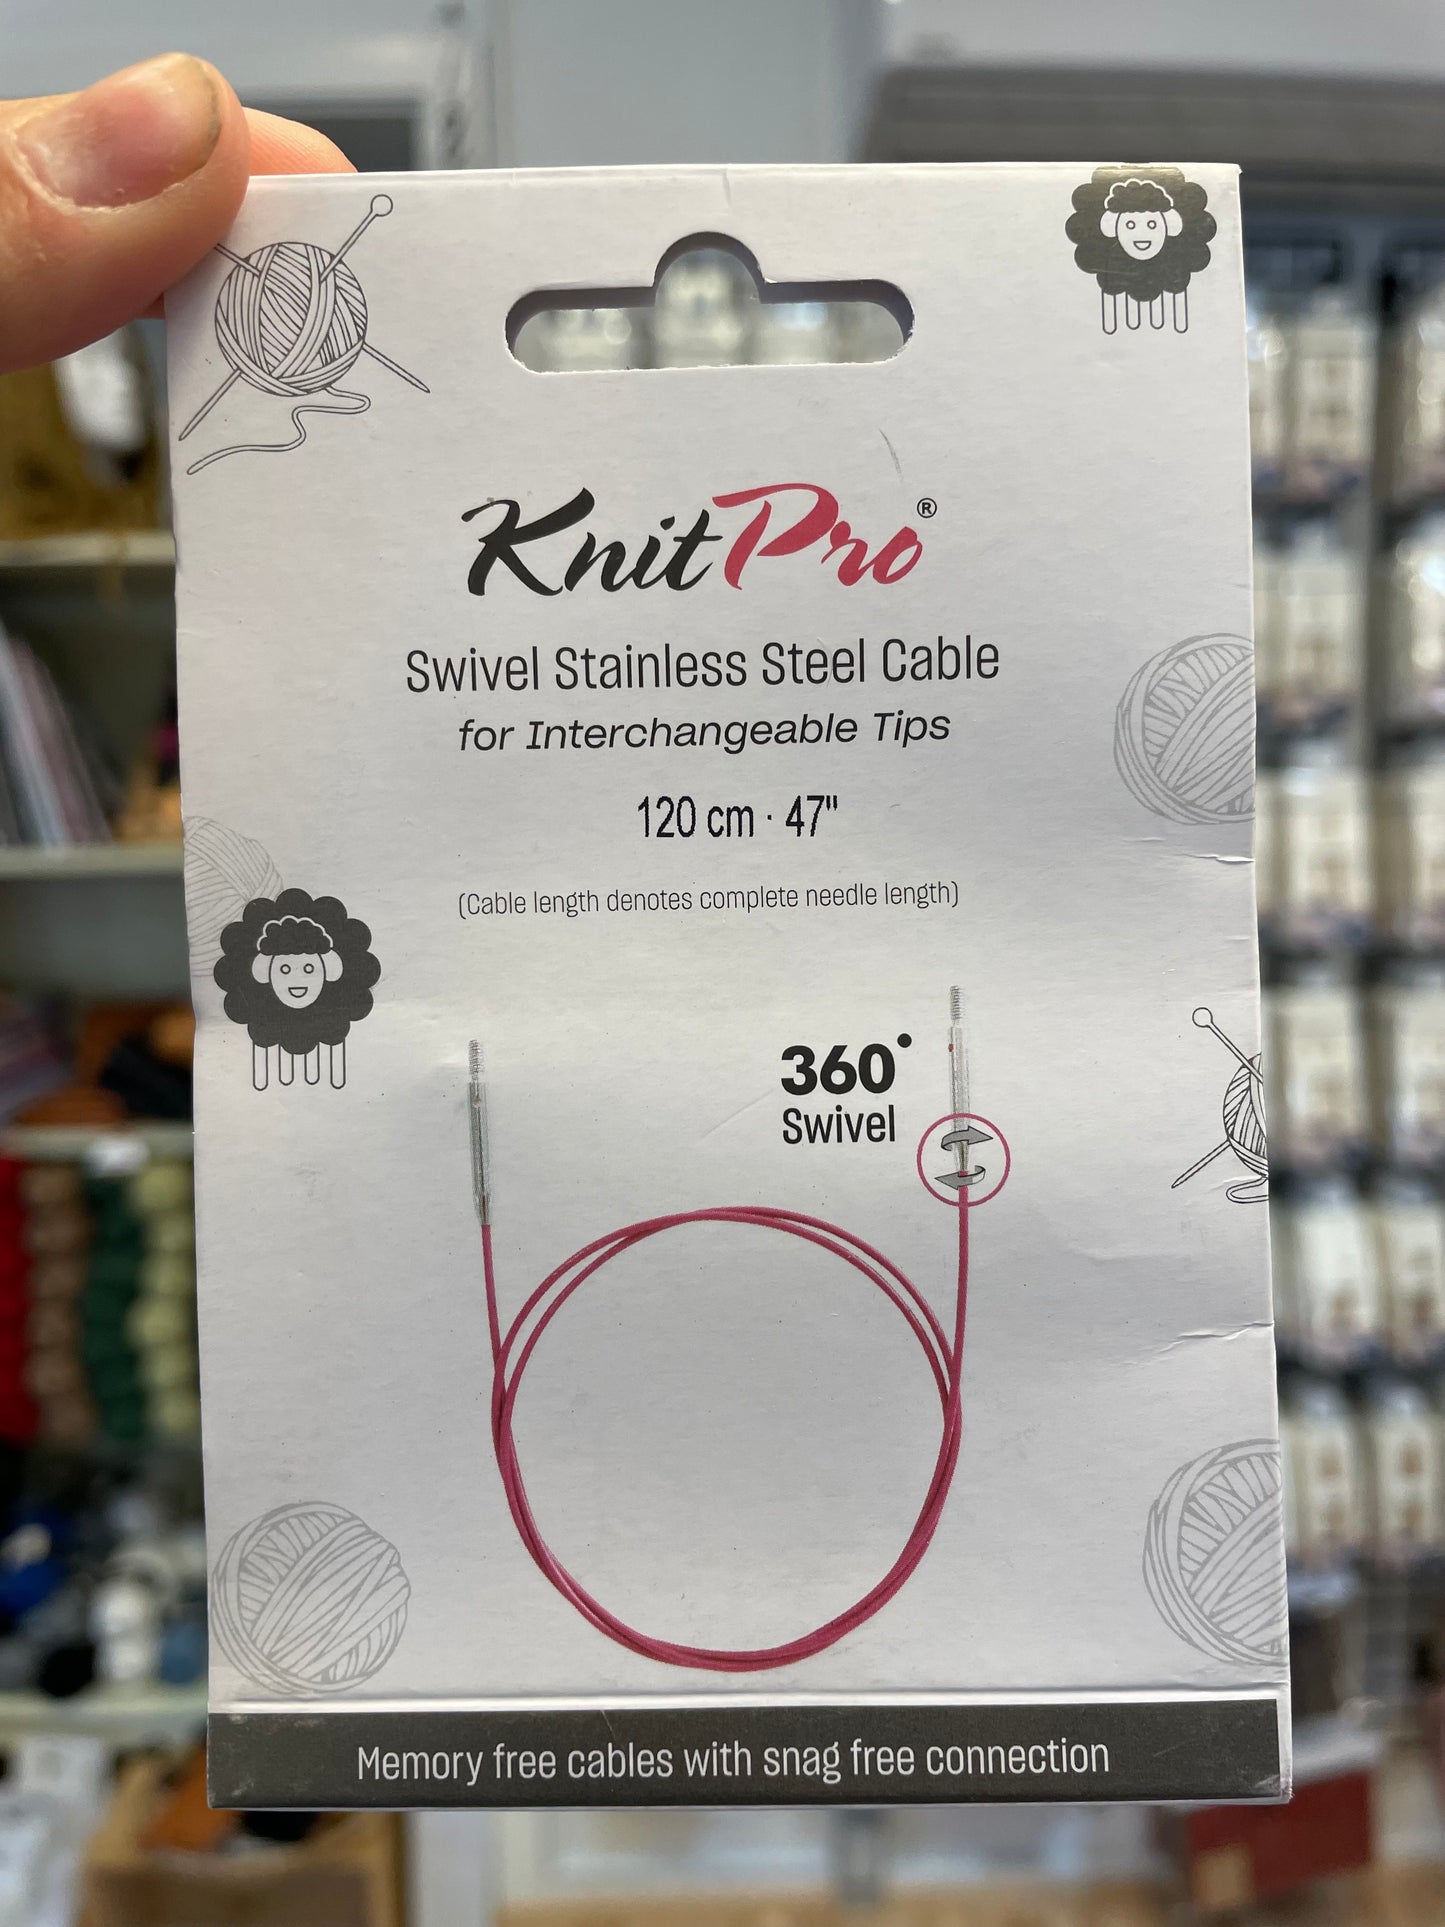 KnitPro®
Swivel Stainless Steel Cable
for Interchangeable Tips
120 cm · 47"
(Cable length denotes complete needle length)
360°
Swivel
Memory free cables with snag free connection